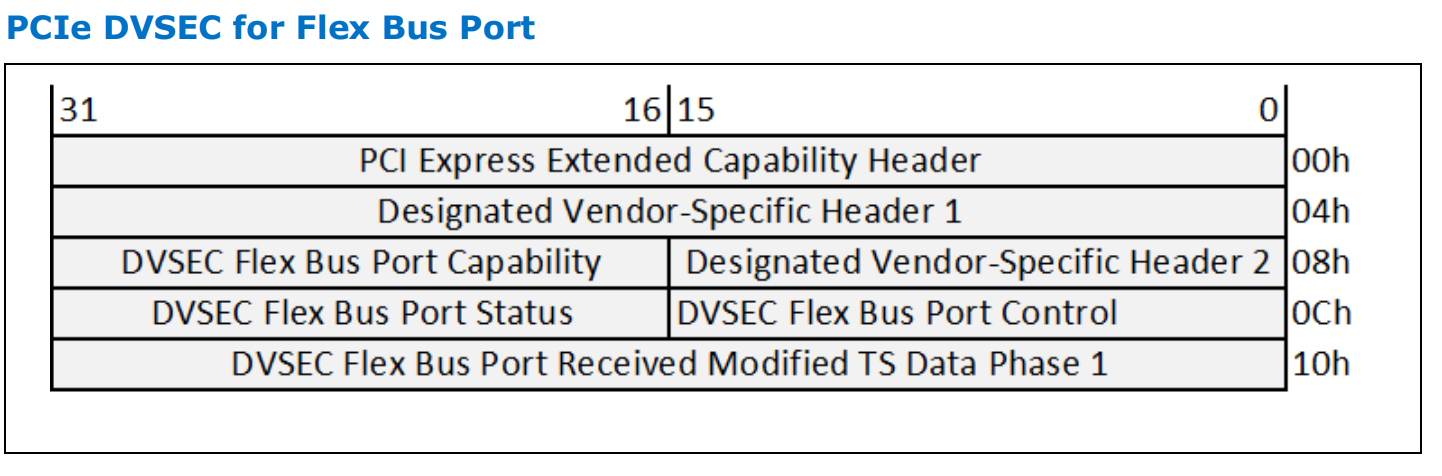 PCIe DVSEC for Flex Bus Port
31 16 15 0
PCI Express Extended Capability Header 00h
Designated Vendor-Specific Header 1 04h
DVSEC Flex Bus Port Capability Designated Vendor-Specific Header 2 08h
DVSEC Flex Bus Port Status DVSEC Flex Bus Port Control 0Ch
DVSEC Flex Bus Port Received Modified TS Data Phase 1 10h